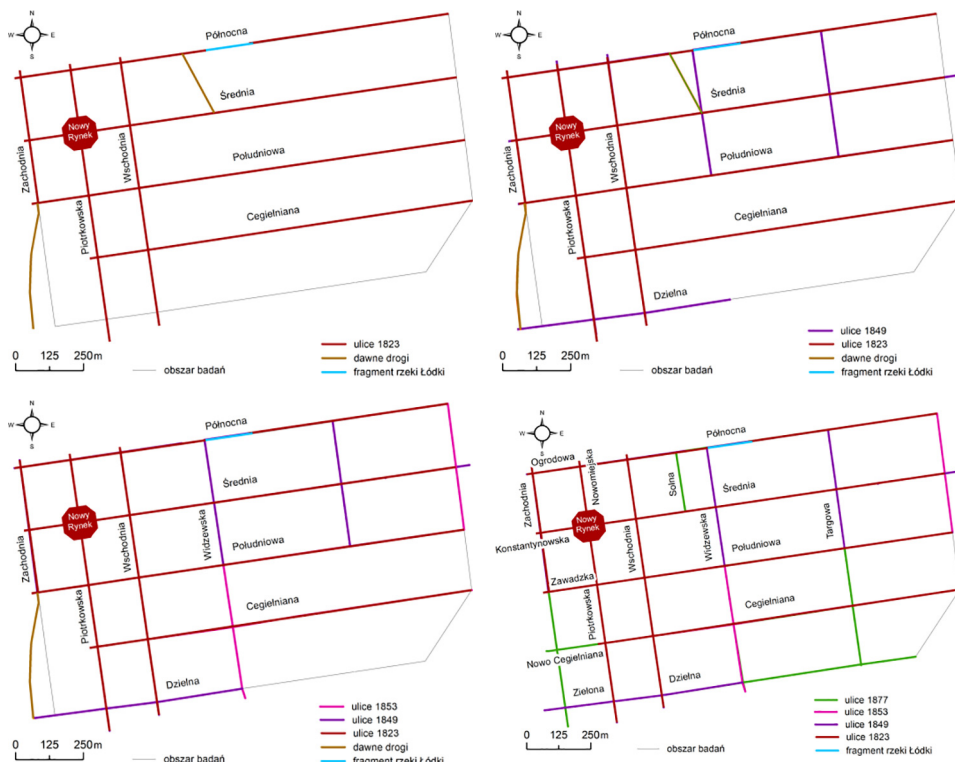 N
W
E
S
Północna
Średnia
Nowy
Rynek
Zachodnia
Wschodnia
Południowa
Piotrkowska
Cegielniana
0 125 250m
ulice 1823
dawne drogi
obszar badań
fragment rzeki Łódki
N
W
E
S
Północna
Średnia
Nowy
Rynek
Zachodnia
Wschodnia
Południowa
Piotrkowska
Cegielniana
Dzielna
ulice 1849
ulice 1823
0 125 250m
dawne drogi
obszar badań
fragment rzeki Łódki
N
W
E
S
Północna
Średnia
Nowy
Rynek
Zachodnia
Wschodnia
Widzewska
Południowa
Piotrkowska
Cegielniana
Dzielna
ulice 1853
ulice 1849
ulice 1823
0 125 250m
dawne drogi
obszar badań
fragment rzeki Łódki
N
W
E
S
Północna
Ogrodowa
Nowomiejska
Zachodnia
Solna
Średnia
Nowy
Rynek
Konstantynowska
Wschodnia
Widzewska
Targowa
Południowa
Zawadzka
Piotrkowska
Cegielniana
Nowo Cegielniana
Zielona
Dzielna
ulice 1877
ulice 1853
ulice 1849
ulice 1823
0 125 250m
obszar badań
fragment rzeki Łódki